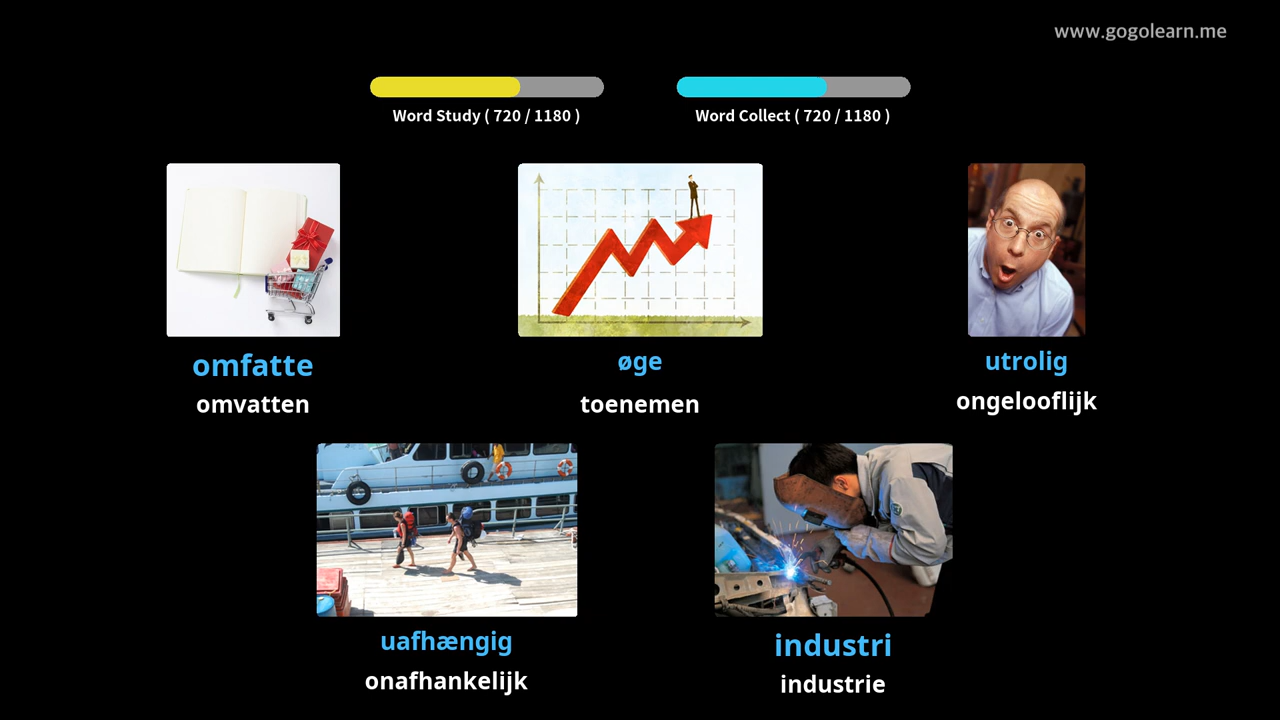 www.gogolearn.me
Word Study ( 720 / 1180 )
Word Collect ( 720 / 1180 )
omfatte
omvatten
øge
toenemen
utrolig
ongelooflijk
uafhængig
onafhankelijk
industri
industrie